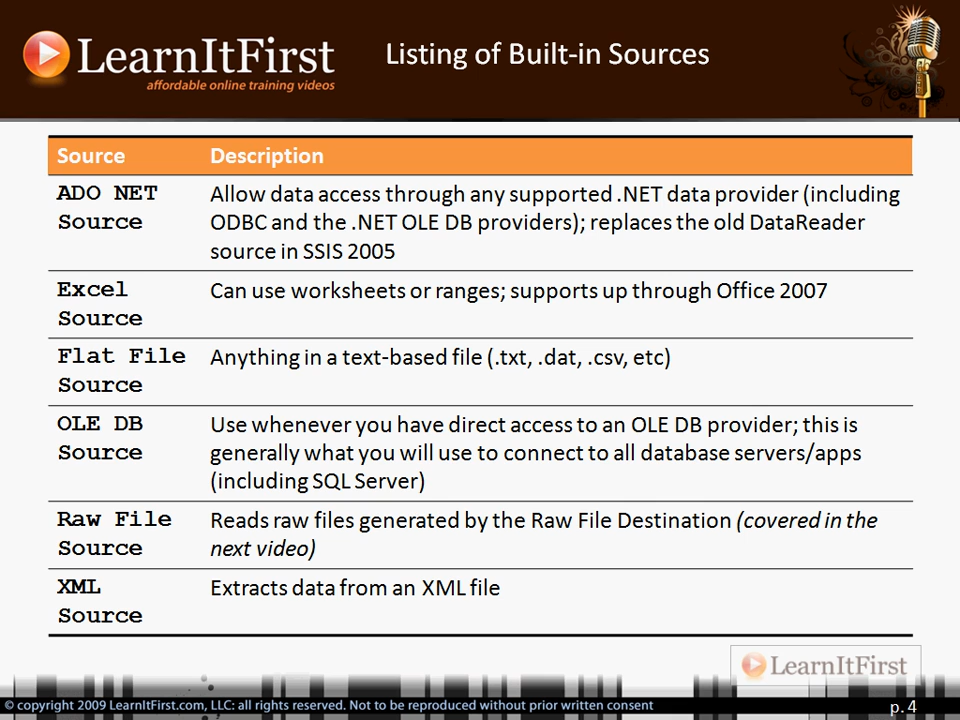 LearnItFirst
affordable online training videos
Listing of Built-in Sources
Source Description
ADO NET
Source
Allow data access through any supported .NET data provider (including
ODBC and the .NET OLE DB providers); replaces the old DataReader
source in SSIS 2005
Excel
Source
Can use worksheets or ranges; supports up through Office 2007
Flat File
Source
Anything in a text-based file (.txt, .dat, .csv, etc)
OLE DB
Source
Use whenever you have direct access to an OLE DB provider; this is
generally what you will use to connect to all database servers/apps
(including SQL Server)
Raw File
Source
Reads raw files generated by the Raw File Destination (covered in the
next video)
XML
Source
Extracts data from an XML file
LearnItFirst
© copyright 2009 LearnItFirst.com, LLC: all rights reserved. Not to be reproduced without prior written consent
p. 4